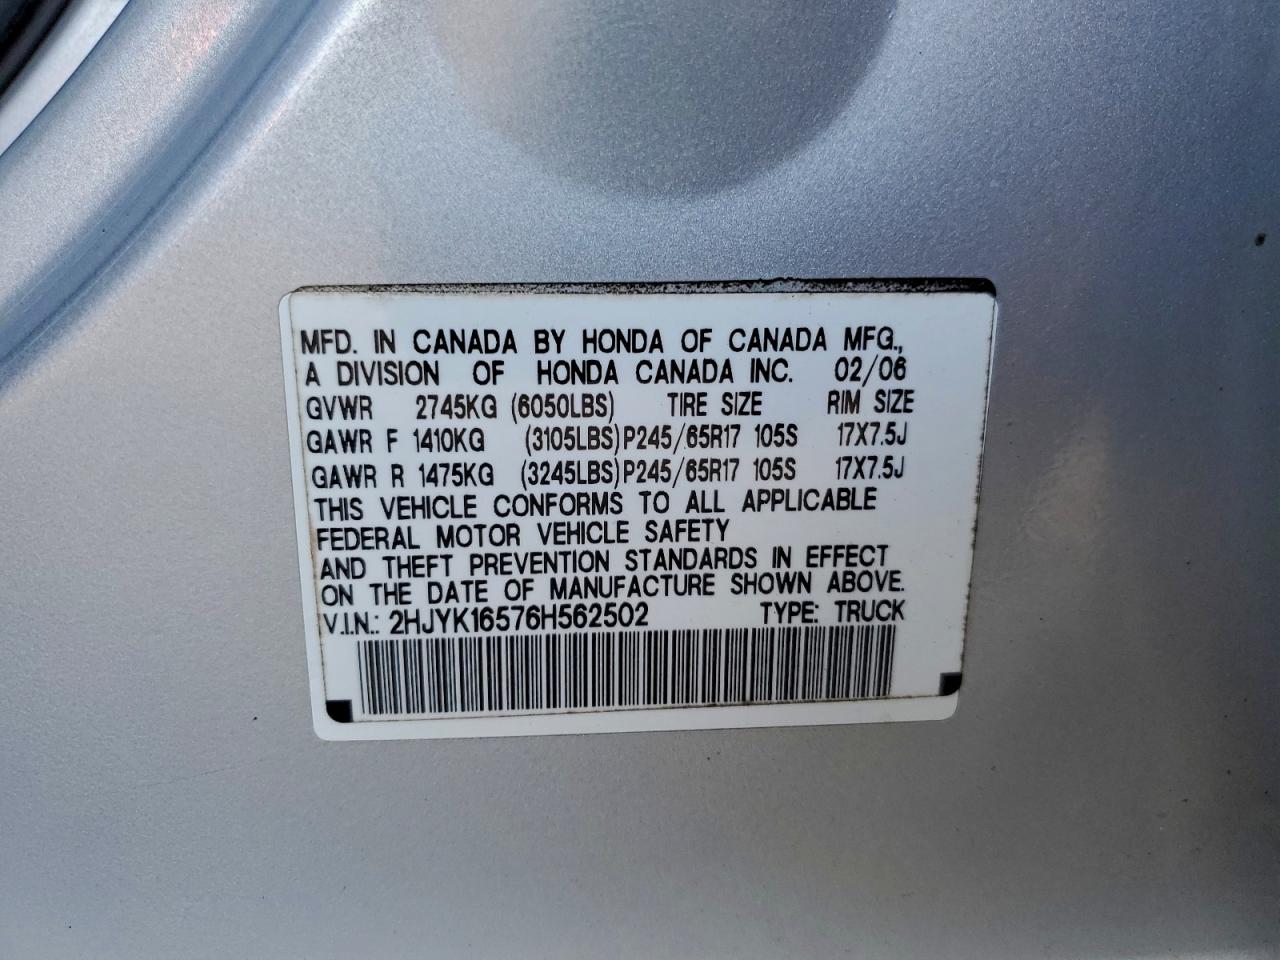 MFD. IN CANADA BY HONDA OF CANADA MFG.,
A DIVISION OF HONDA CANADA INC. 02/06
GVWR 2745KG (6050LBS) TIRE SIZE RIM SIZE
GAWR F 1410KG (3105LBS) P245/65R17 105S 17X7.5J
GAWR R 1475KG (3245LBS) P245/65R17 105S 17X7.5J
THIS VEHICLE CONFORMS TO ALL APPLICABLE
FEDERAL MOTOR VEHICLE SAFETY
AND THEFT PREVENTION STANDARDS IN EFFECT
ON THE DATE OF MANUFACTURE SHOWN ABOVE.
V.I.N.: 2HJYK16576H562502 TYPE: TRUCK